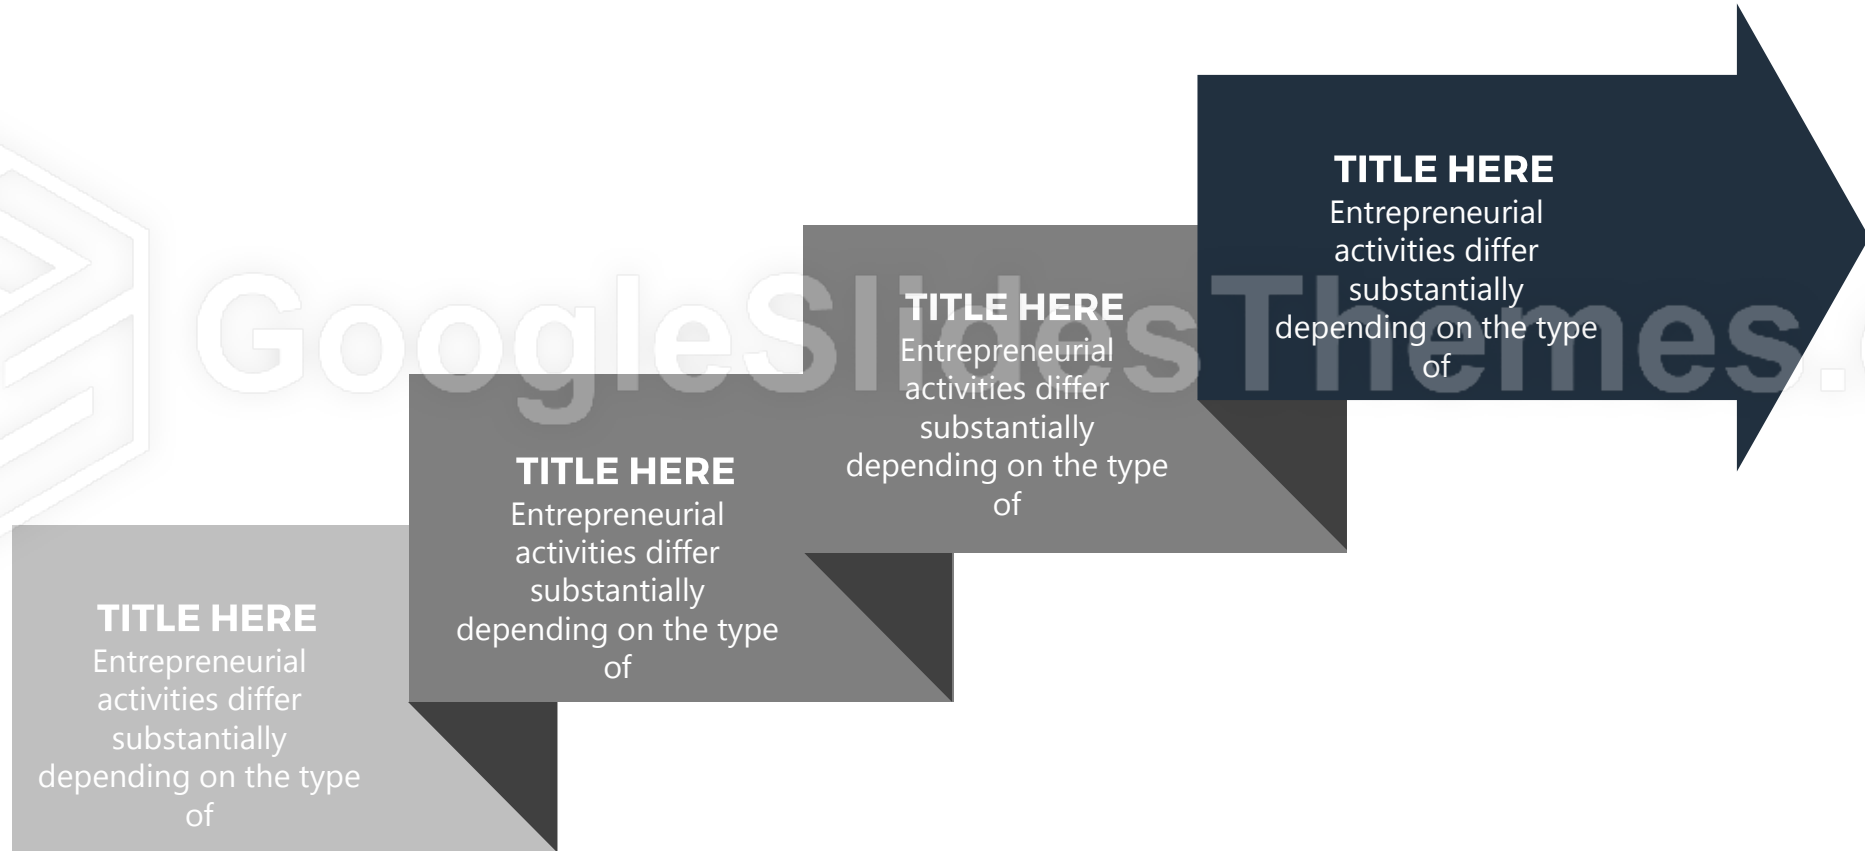 TITLE HERE
Entrepreneurial
activities differ
substantially
depending on the type
of
TITLE HERE
Entrepreneurial
activities differ
substantially
depending on the type
of
TITLE HERE
Entrepreneurial
activities differ
substantially
depending on the type
of
TITLE HERE
Entrepreneurial
activities differ
substantially
depending on the type
of
GoogleSlidesThemes.